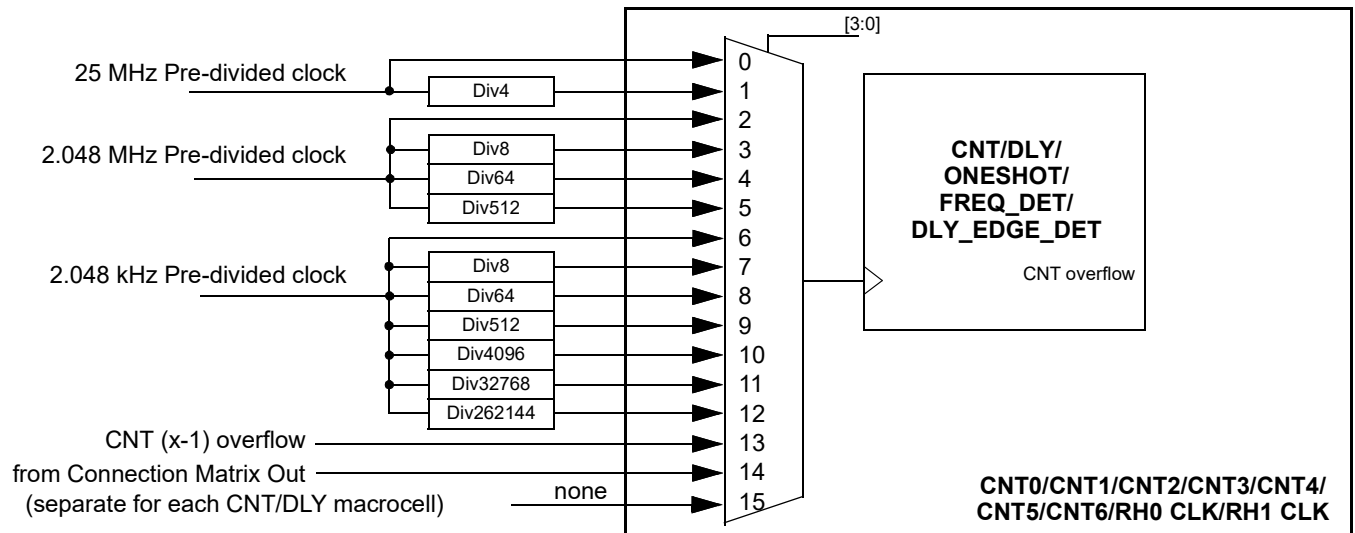 [3:0]
25 MHz Pre-divided clock
Div4
2.048 MHz Pre-divided clock
Div8
Div64
Div512
2.048 kHz Pre-divided clock
Div8
Div64
Div512
Div4096
Div32768
Div262144
CNT (x-1) overflow
from Connection Matrix Out
(separate for each CNT/DLY macrocell)
none
0
1
2
3
4
5
6
7
8
9
10
11
12
13
14
15
CNT/DLY/
ONESHOT/
FREQ_DET/
DLY_EDGE_DET
CNT overflow
CNT0/CNT1/CNT2/CNT3/CNT4/
CNT5/CNT6/RH0 CLK/RH1 CLK